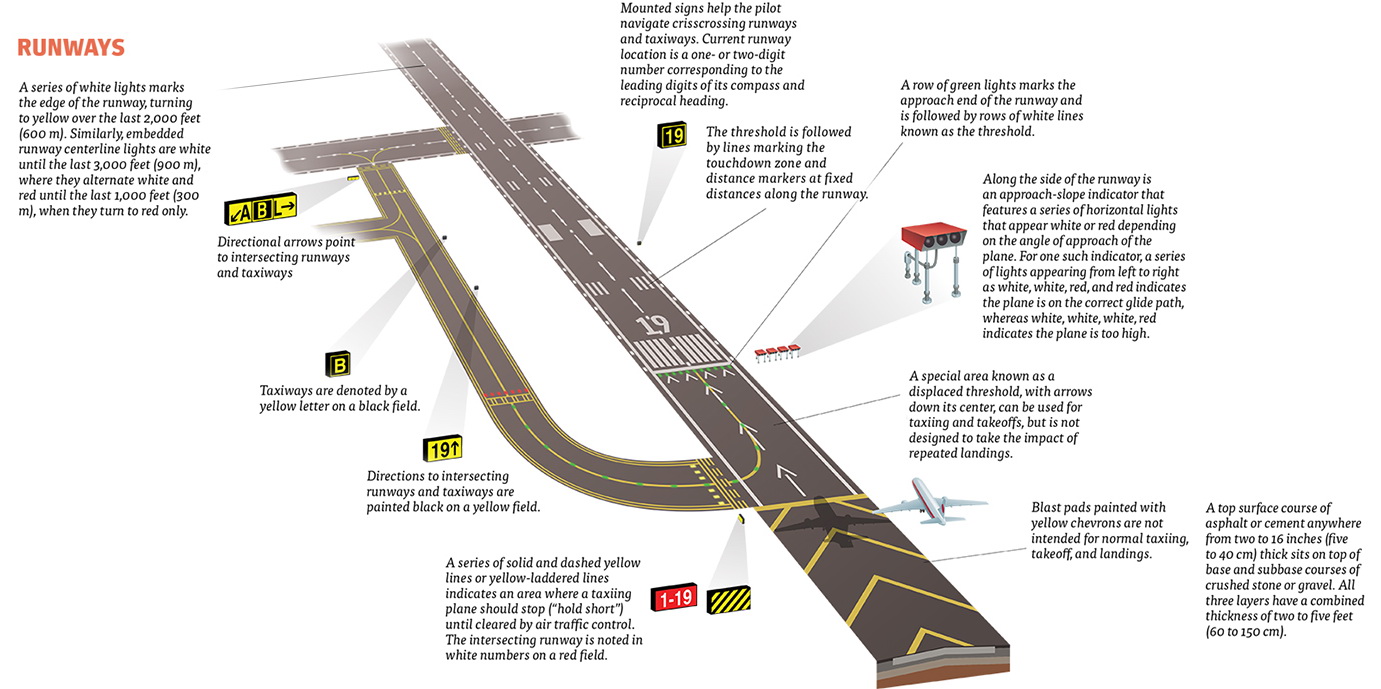 RUNWAYS
A series of white lights marks
the edge of the runway, turning
to yellow over the last 2,000 feet
(600 m). Similarly, embedded
runway centerline lights are white
until the last 3,000 feet (900 m),
where they alternate white and
red until the last 1,000 feet (300
m), when they turn to red only.
Mounted signs help the pilot
navigate crisscrossing runways
and taxiways. Current runway
location is a one- or two-digit
number corresponding to the
leading digits of its compass and
reciprocal heading.
19
The threshold is followed
by lines marking the
touchdown zone and
distance markers at fixed
distances along the runway.
A row of green lights marks the
approach end of the runway and
is followed by rows of white lines
known as the threshold.
Along the side of the runway is
an approach-slope indicator that
features a series of horizontal lights
that appear white or red depending
on the angle of approach of the
plane. For one such indicator, a series
of lights appearing from left to right
as white, white, red, and red indicates
the plane is on the correct glide path,
whereas white, white, white, red
indicates the plane is too high.
↙A B L→
Directional arrows point
to intersecting runways
and taxiways
19
B
Taxiways are denoted by a
yellow letter on a black field.
19↑
Directions to intersecting
runways and taxiways are
painted black on a yellow field.
A special area known as a
displaced threshold, with arrows
down its center, can be used for
taxiing and takeoffs, but is not
designed to take the impact of
repeated landings.
A series of solid and dashed yellow
lines or yellow-laddered lines
indicates an area where a taxiing
plane should stop (“hold short”)
until cleared by air traffic control.
The intersecting runway is noted in
white numbers on a red field.
1-19
Blast pads painted with
yellow chevrons are not
intended for normal taxiing,
takeoff, and landings.
A top surface course of
asphalt or cement anywhere
from two to 16 inches (five
to 40 cm) thick sits on top of
base and subbase courses of
crushed stone or gravel. All
three layers have a combined
thickness of two to five feet
(60 to 150 cm).